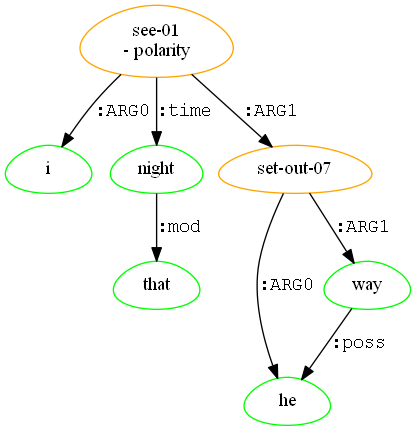 see-01
- polarity
:ARG0
:time
:ARG1
i
night
set-out-07
:mod
:ARG0
:ARG1
that
way
:poss
he